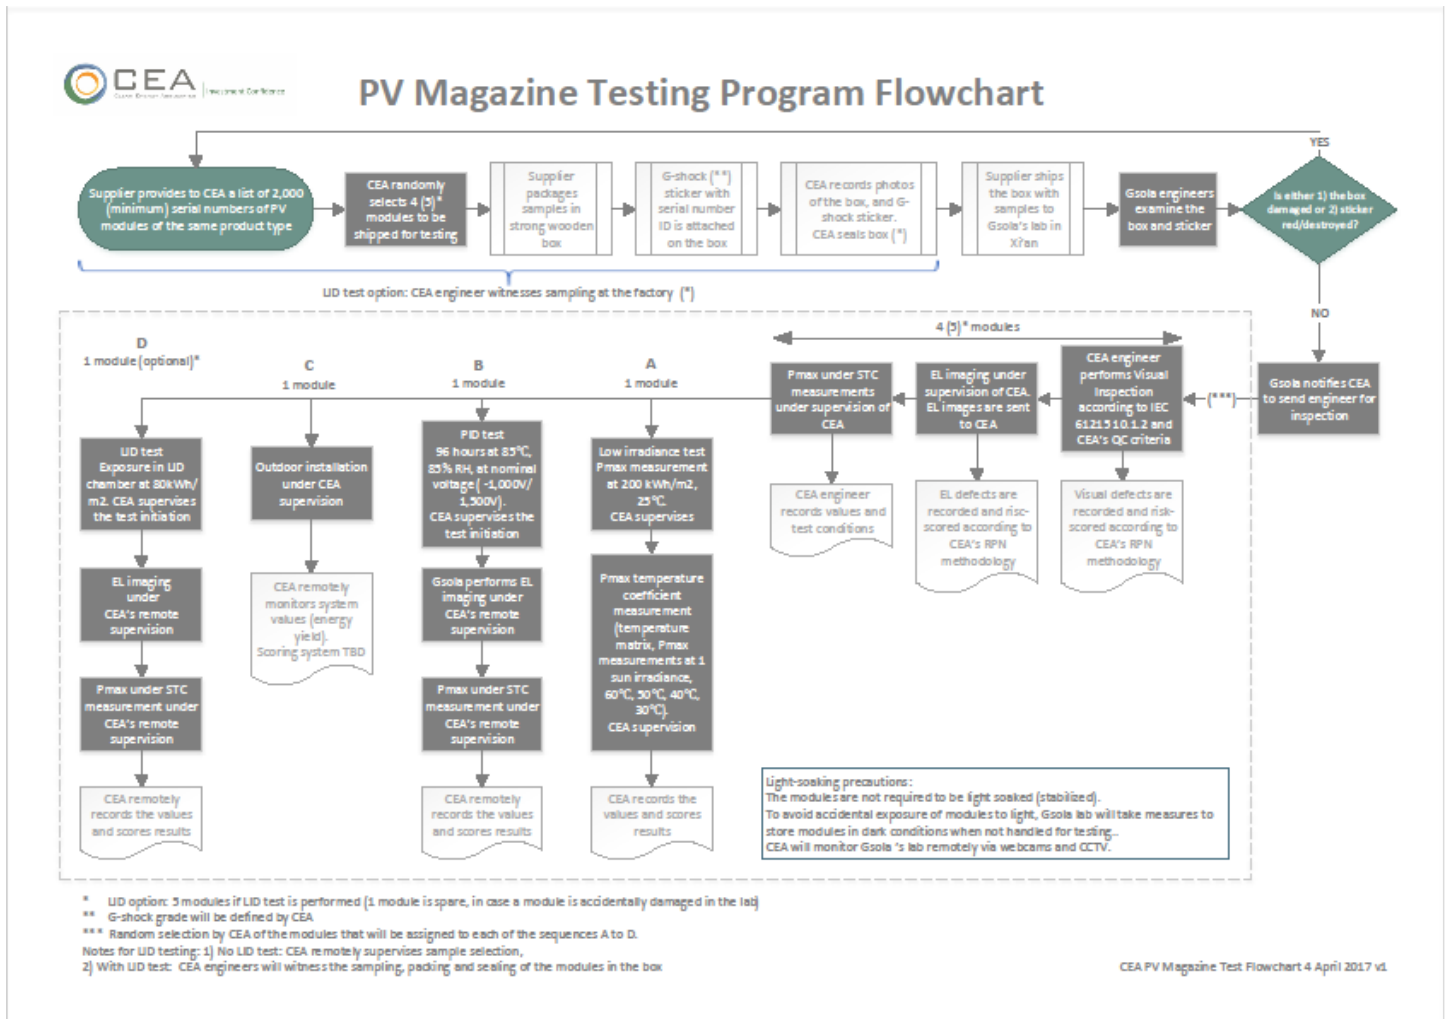 CEA
CLEAN ENERGY ASSOCIATES
Investment Confidence
PV Magazine Testing Program Flowchart
YES
Supplier provides to CEA a list of 2,000
(minimum) serial numbers of PV
modules of the same product type
CEA randomly
selects 4 (5)*
modules to be
shipped for testing
Supplier
packages
samples in
strong wooden
box
G-shock (**)
sticker with
serial number
ID is attached
on the box
CEA records photos
of the box, and G-
shock sticker.
CEA seals box (*)
Supplier ships
the box with
samples to
Gsola's lab in
Xi?an
Gsola engineers
examine the
box and sticker
Is either 1) the box
damaged or 2) sticker
red/destroyed?
LID test option: CEA engineer witnesses sampling at the factory (*)
NO
4 (5)* modules
D
1 module (optional)*
C
1 module
B
1 module
A
1 module
Pmax under STC
measurements
under supervision of
CEA
EL imaging under
supervision of CEA.
EL images are sent
to CEA
CEA engineer
performs Visual
Inspection
according to IEC
61215 10.1.2 and
CEA's QC criteria
(***)
Gsola notifies CEA
to send engineer for
inspection
LID test
Exposure in LID
chamber at 80kWh/
m2. CEA supervises
the test initiation
Outdoor installation
under CEA
supervision
PID test
96 hours at 85°C,
85% RH, at nominal
voltage ( -1,000V/
1,500V).
CEA supervises the
test initiation
Low irradiance test
Pmax measurement
at 200 kWh/m2,
25°C.
CEA supervises
CEA engineer
records values and
test conditions
EL defects are
recorded and risc-
scored according to
CEA's RPN
methodology
Visual defects are
recorded and risk-
scored according to
CEA's RPN
methodology
EL imaging
under
CEA's remote
supervision
CEA remotely
monitors system
values (energy
yield).
Scoring system TBD
Gsola performs EL
imaging under
CEA's remote
supervision
Pmax temperature
coefficient
measurement
(temperature
matrix, Pmax
measurements at 1
sun irradiance,
60°C, 50°C, 40°C,
30°C).
CEA supervision
Pmax under STC
measurement under
CEA's remote
supervision
Pmax under STC
measurement under
CEA's remote
supervision
CEA remotely
records the values
and scores results
CEA remotely
records the values
and scores results
CEA records the
values and scores
results
Light-soaking precautions:
The modules are not required to be light soaked (stabilized).
To avoid accidental exposure of modules to light, Gsola lab will take measures to
store modules in dark conditions when not handled for testing..
CEA will monitor Gsola 's lab remotely via webcams and CCTV.
* LID option: 5 modules if LID test is performed (1 module is spare, in case a module is accidentally damaged in the lab)
** G-shock grade will be defined by CEA
*** Random selection by CEA of the modules that will be assigned to each of the sequences A to D.
Notes for LID testing: 1) No LID test: CEA remotely supervises sample selection,
2) With LID test: CEA engineers will witness the sampling, packing and sealing of the modules in the box
CEA PV Magazine Test Flowchart 4 April 2017 v1